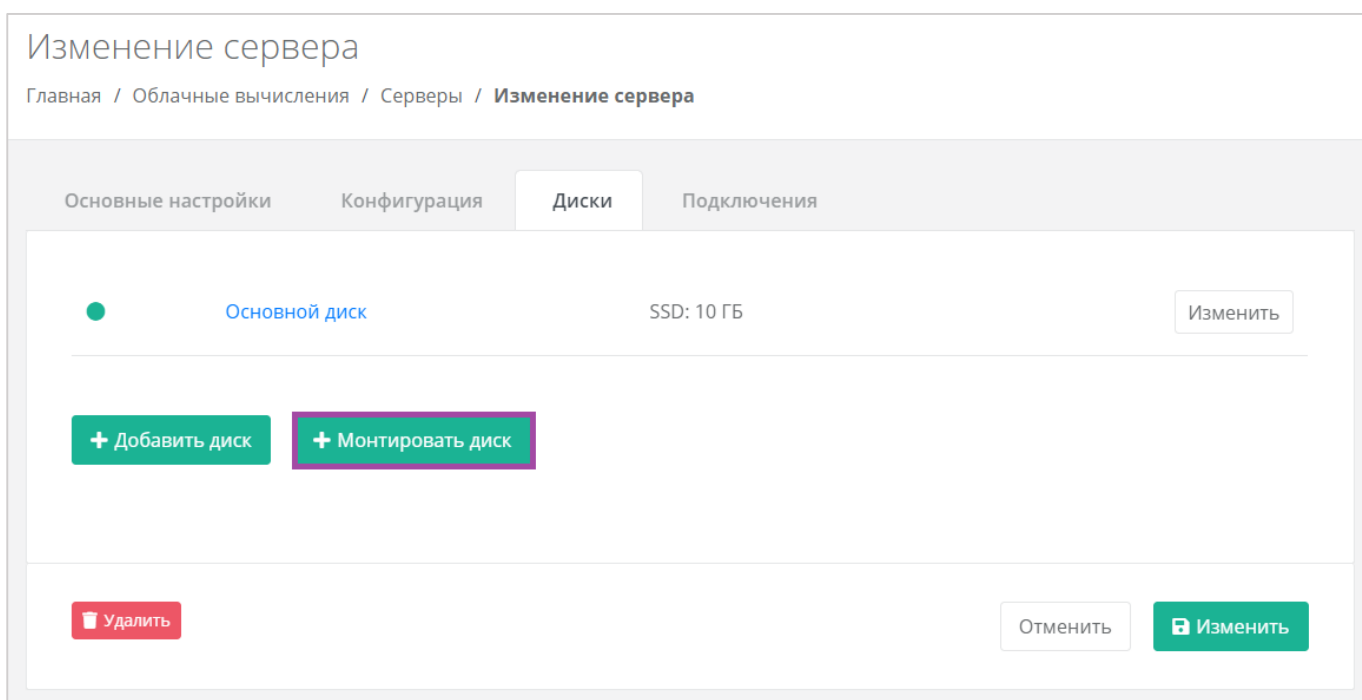 Изменение сервера
Главная / Облачные вычисления / Серверы / Изменение сервера
Основные настройки Конфигурация Диски Подключения
Основной диск SSD: 10 ГБ Изменить
+ Добавить диск + Монтировать диск
Удалить Отменить Изменить